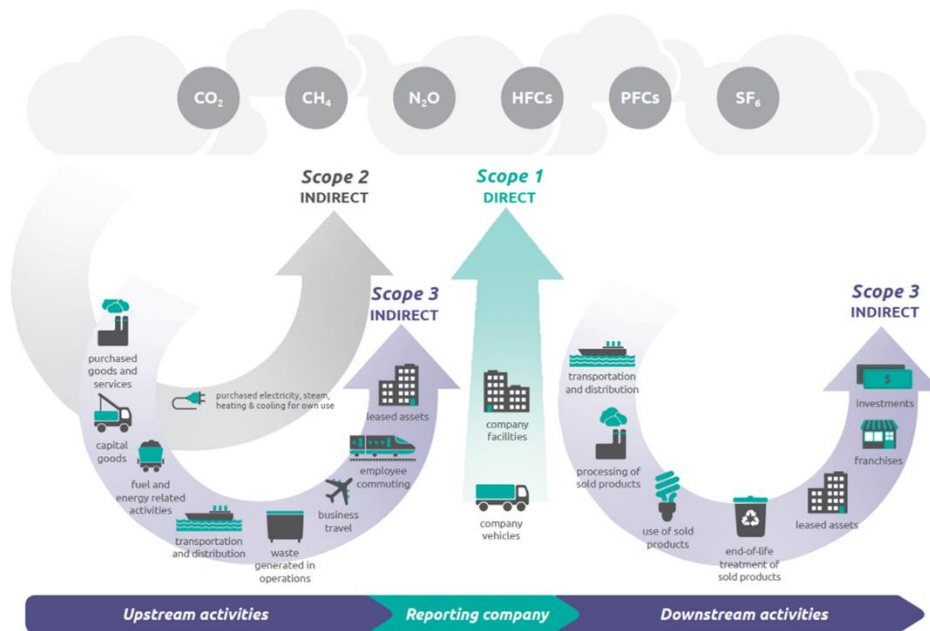 CO₂
CH₄
N₂O
HFCs
PFCs
SF₆
Scope 2
INDIRECT
Scope 1
DIRECT
Scope 3
INDIRECT
Scope 3
INDIRECT
purchased
goods and
services
capital
goods
fuel and
energy related
activities
transportation
and distribution
waste
generated in
operations
business
travel
employee
commuting
leased assets
purchased electricity, steam,
heating & cooling for own use
company
facilities
company
vehicles
transportation
and distribution
processing of
sold products
use of sold
products
end-of-life
treatment of
sold products
leased assets
franchises
$
investments
Upstream activities
Reporting company
Downstream activities